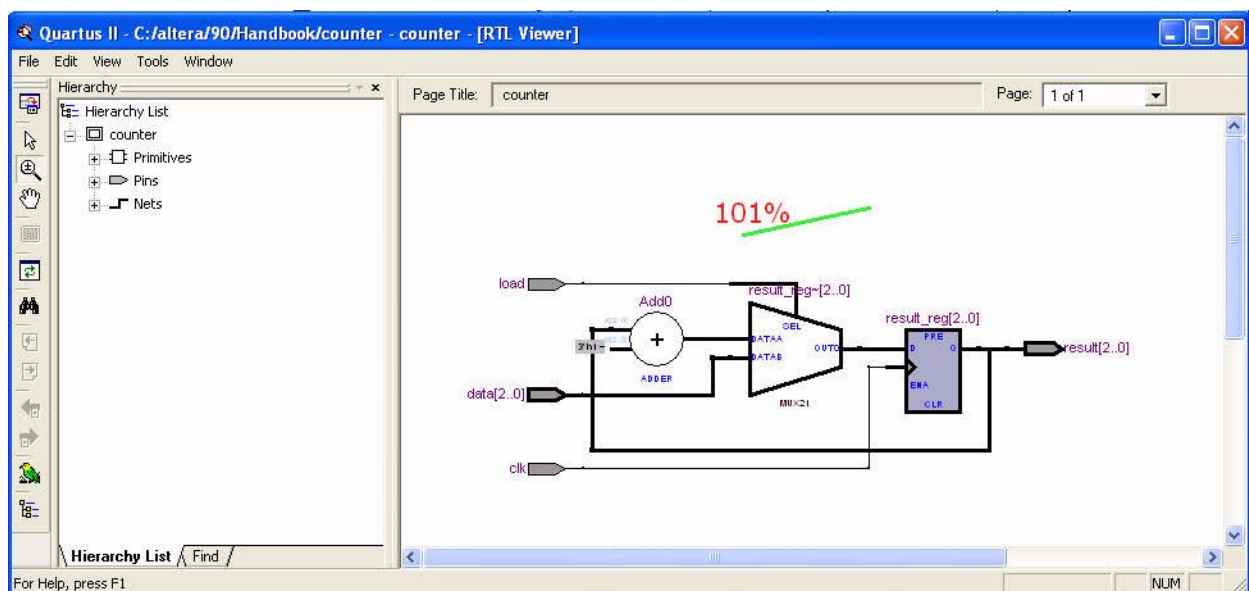 Quartus II - C:/altera/90/Handbook/counter - counter - [RTL Viewer]
File Edit View Tools Window
Hierarchy
Hierarchy List
counter
Primitives
Pins
Nets
Page Title: counter
Page: 1 of 1
101%
load
result_reg~[2..0]
Add0
result_reg[2..0]
SEL
PRE
DATAA
OUT0
D
Q
result[2..0]
3'h1 -
DATAB
ADDER
ENA
data[2..0]
MUX21
CLR
clk
Hierarchy List Find
For Help, press F1
NUM